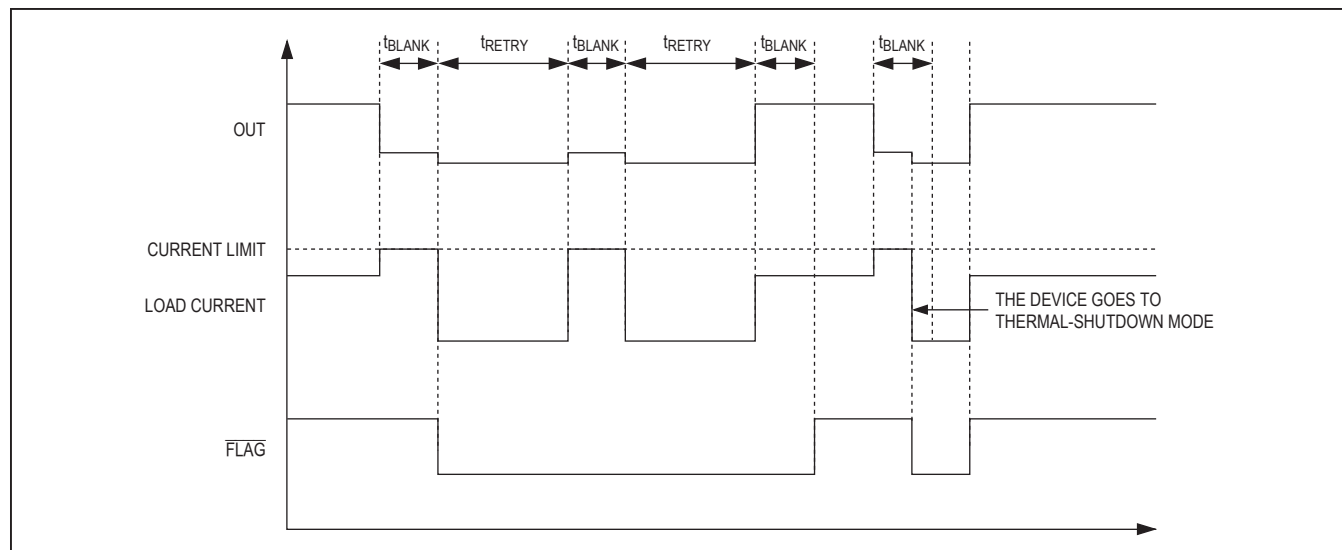 tBLANK
tRETRY
tBLANK
tRETRY
tBLANK
tBLANK
OUT
CURRENT LIMIT
LOAD CURRENT
THE DEVICE GOES TO
THERMAL-SHUTDOWN MODE
FLAG